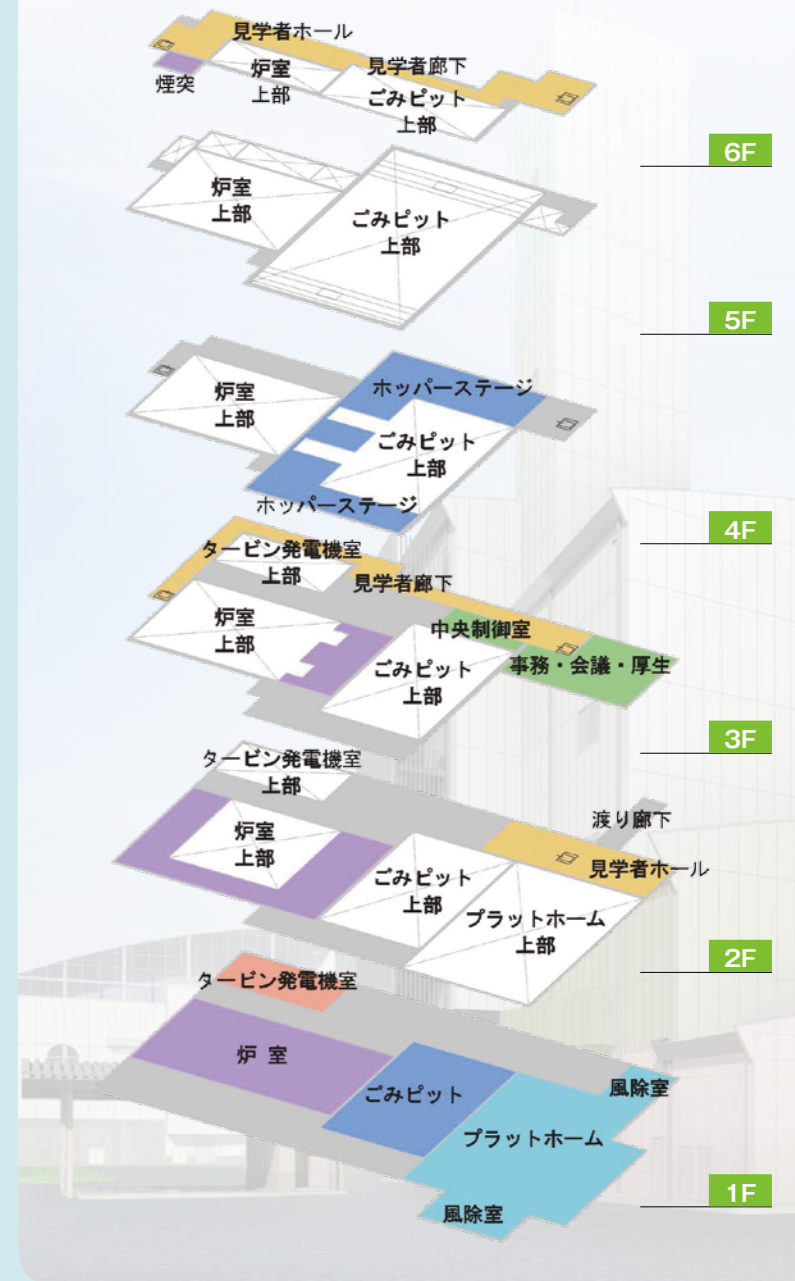 見学者ホール
炉室
上部
見学者廊下
煙突
ごみピット
上部
6F
炉室
上部
ごみピット
上部
5F
炉室
上部
ホッパーステージ
ごみピット
上部
ホッパーステージ
4F
タービン発電機室
上部
見学者廊下
炉室
上部
中央制御室
ごみピット
上部
事務・会議・厚生
3F
タービン発電機室
上部
渡り廊下
炉室
上部
見学者ホール
ごみピット
上部
プラットホーム
上部
2F
タービン発電機室
炉 室
ごみピット
風除室
プラットホーム
風除室
1F